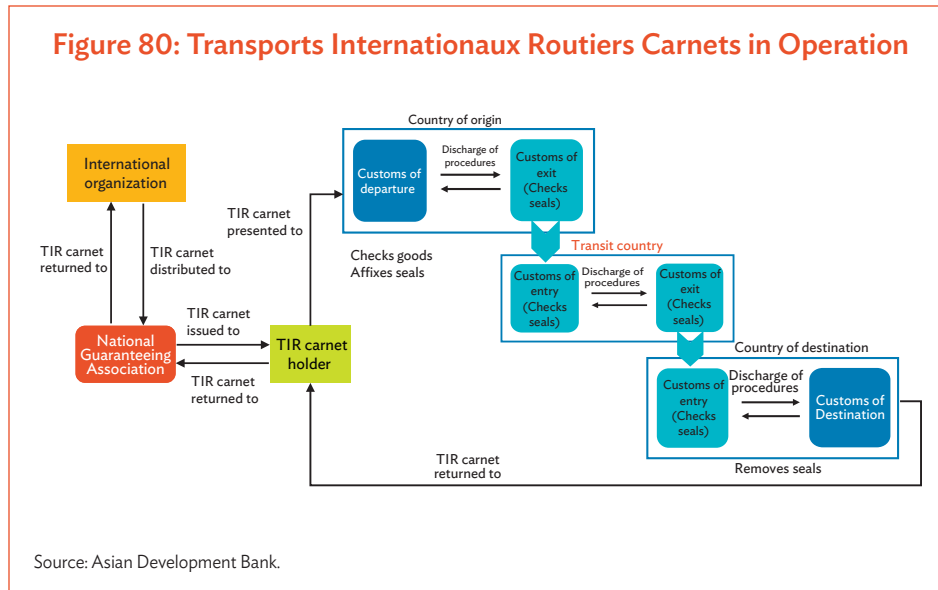 Figure 80: Transports Internationaux Routiers Carnets in Operation
Country of origin
International
organization
Customs of
departure
Discharge of
procedures
Customs of
exit
(Checks
seals)
TIR carnet
returned to
TIR carnet
distributed to
TIR carnet
presented to
Checks goods
Affixes seals
Transit country
Customs of
entry
(Checks
seals)
Discharge of
procedures
Customs of
exit
(Checks
seals)
National
Guaranteeing
Association
TIR carnet
issued to
TIR carnet
returned to
TIR carnet
holder
Country of destination
Customs of
entry
(Checks
seals)
Discharge of
procedures
Customs of
Destination
Removes seals
TIR carnet
returned to
Source: Asian Development Bank.